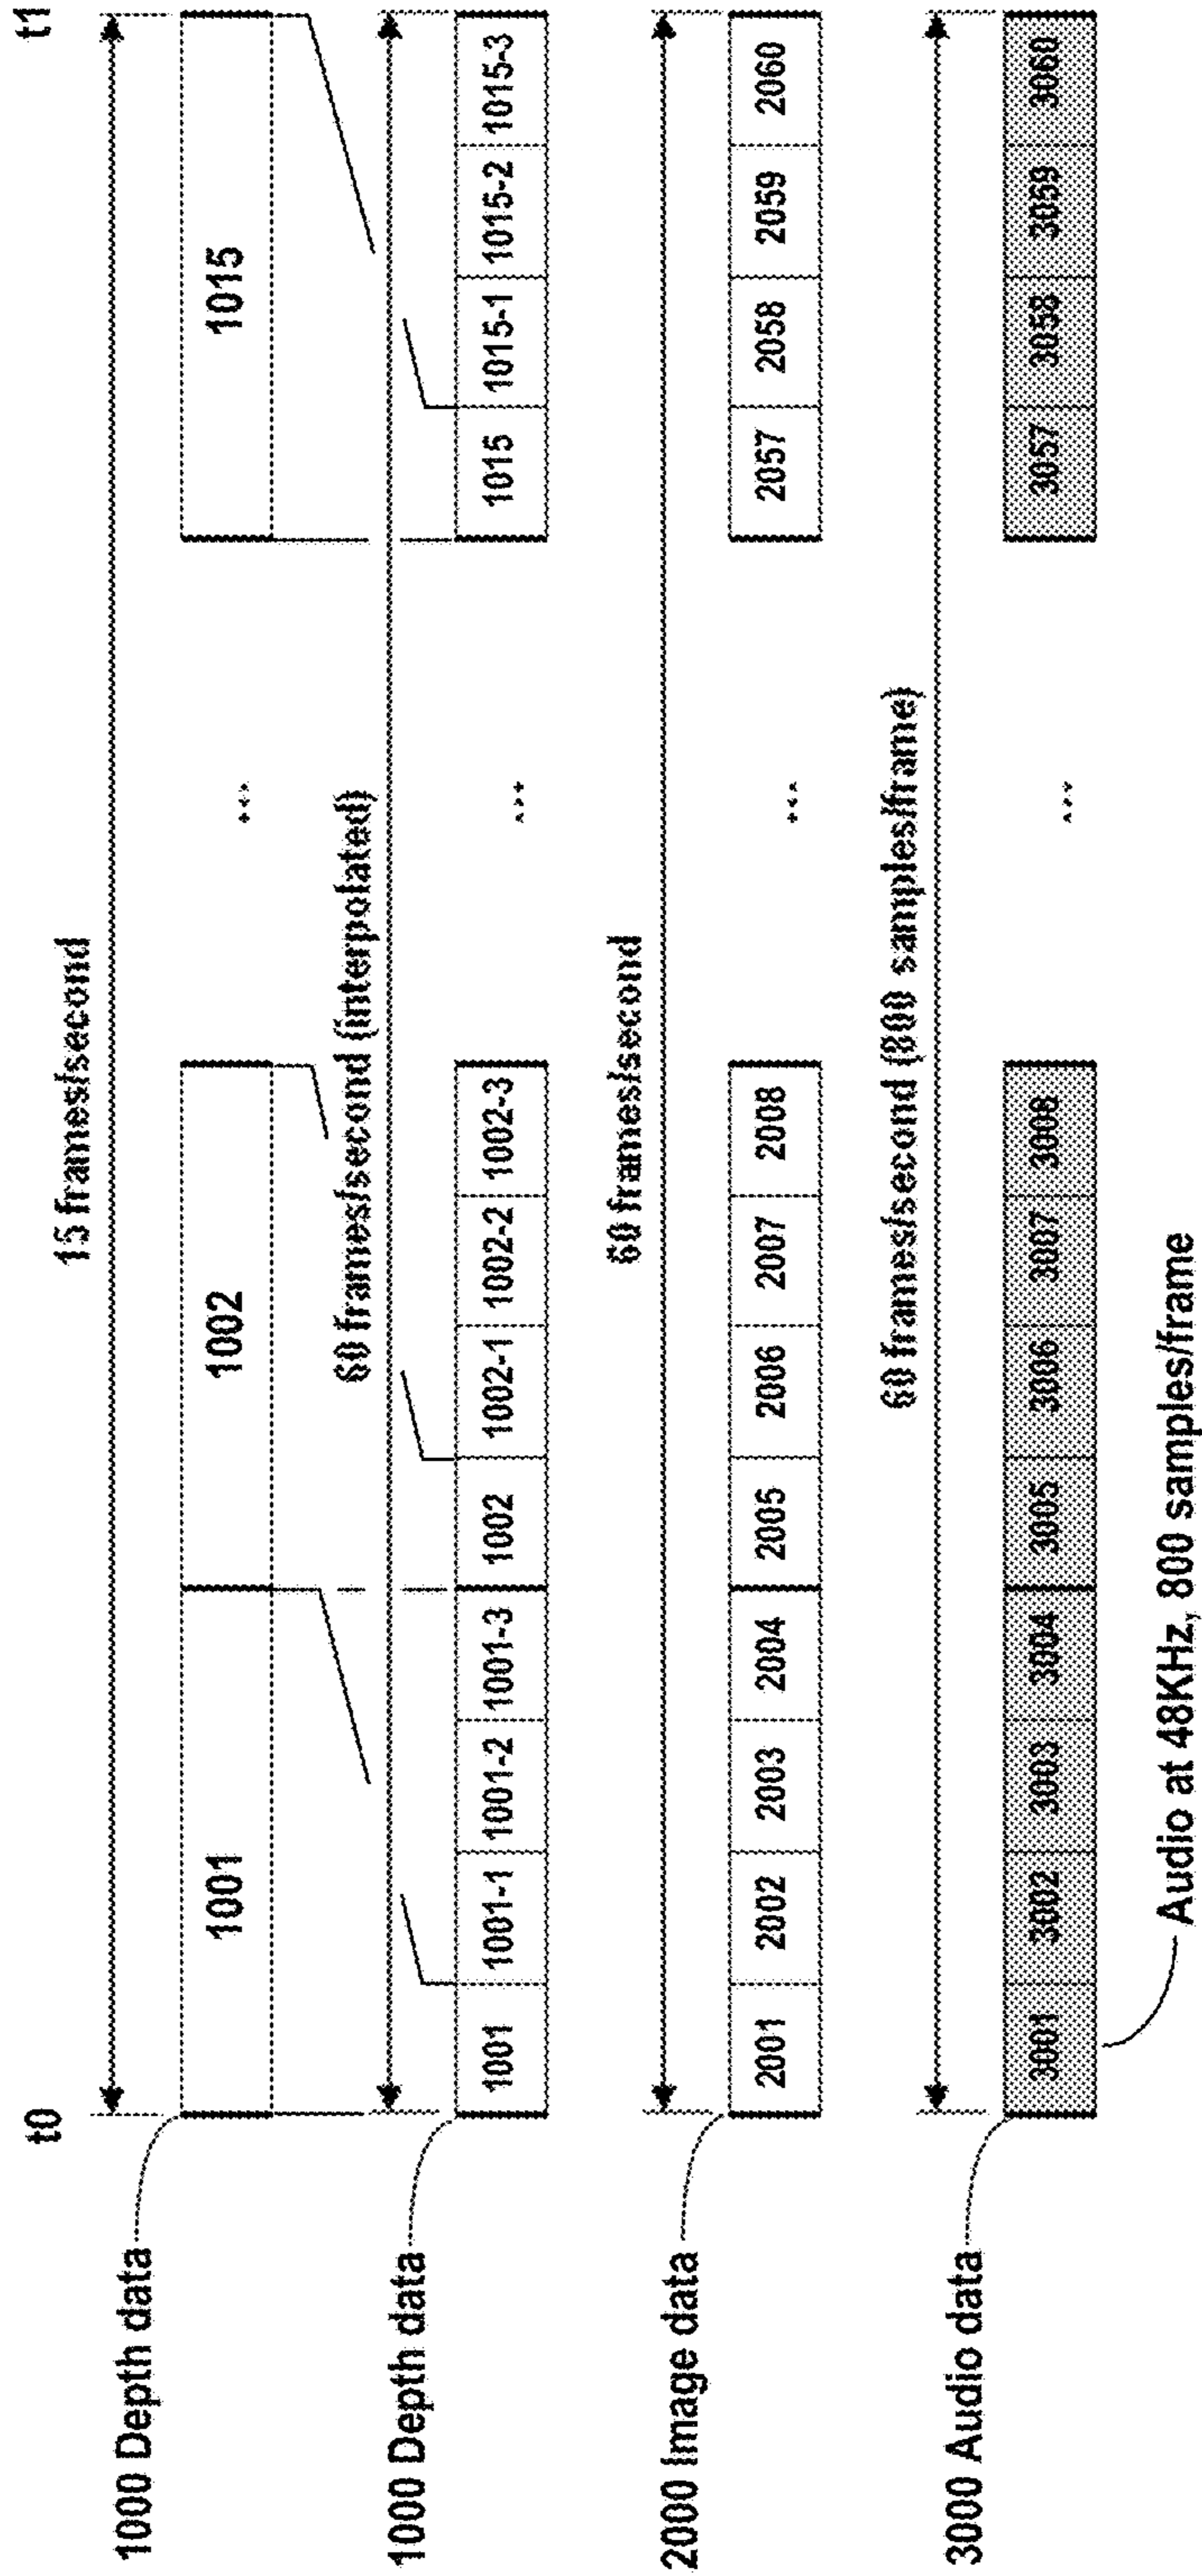 t0
t1
15 frames/second
1000 Depth data
1001
1002
...
1015
60 frames/second (interpolated)
1000 Depth data
1001 1001-1 1001-2 1001-3 1002 1002-1 1002-2 1002-3 ... 1015 1015-1 1015-2 1015-3
60 frames/second
2000 Image data
2001 2002 2003 2004 2005 2006 2007 2008 ... 2057 2058 2059 2060
60 frames/second (800 samples/frame)
3000 Audio data
3001 3002 3003 3004 3005 3006 3007 3008 ... 3057 3058 3059 3060
Audio at 48KHz, 800 samples/frame